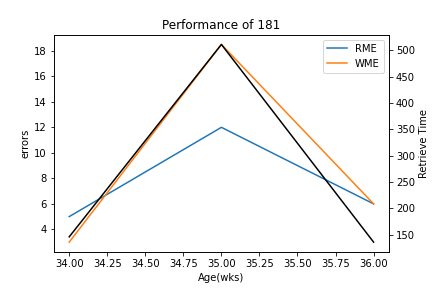 Performance of 181
RME
WME
18
16
14
12
10
8
6
4
errors
500
450
400
350
300
250
200
150
Retrieve Time
34.00 34.25 34.50 34.75 35.00 35.25 35.50 35.75 36.00
Age(wks)